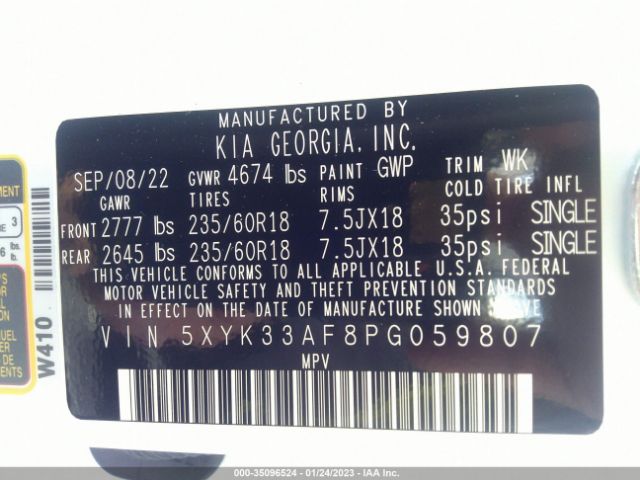 MANUFACTURED BY
KIA GEORGIA, INC.
SEP/08/22 GVWR 4674 lbs PAINT GWP TRIM WK
GAWR TIRES RIMS COLD TIRE INFL
FRONT 2777 lbs 235/60R18 7.5JX18 35psi SINGLE
REAR 2645 lbs 235/60R18 7.5JX18 35psi SINGLE
THIS VEHICLE CONFORMS TO ALL APPLICABLE U.S.A. FEDERAL
MOTOR VEHICLE SAFETY AND THEFT PREVENTION STANDARDS
IN EFFECT ON THE DATE OF MANUFACTURE SHOWN ABOVE.
VIN 5XYK33AF8PG059807
MPV
W410
3
lbs.
000-35096524 | 01/24/2023 - IAA Inc.